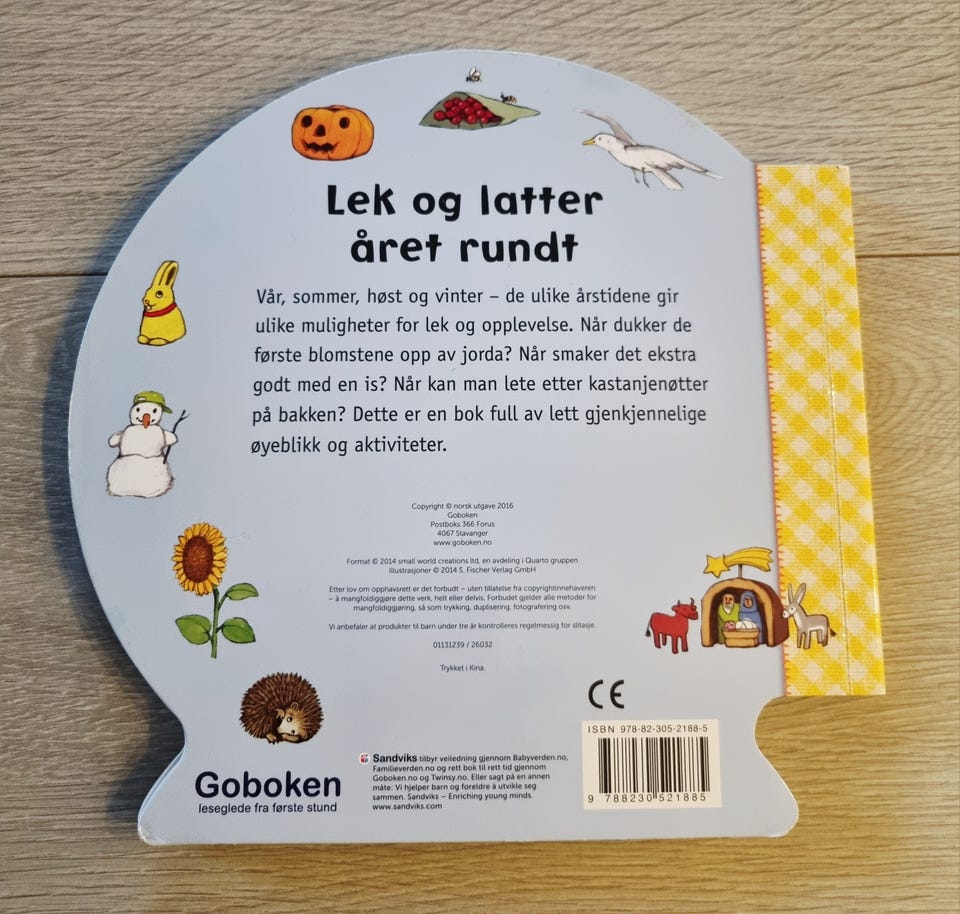 Lek og latter
året rundt
Vår, sommer, høst og vinter – de ulike årstidene gir
ulike muligheter for lek og opplevelse. Når dukker de
første blomstene opp av jorda? Når smaker det ekstra
godt med en is? Når kan man lete etter kastanjenøtter
på bakken? Dette er en bok full av lett gjenkjennelige
øyeblikk og aktiviteter.
Copyright © norsk utgave 2016
Goboken
Postboks 366 Forus
4067 Stavanger
www.goboken.no
Format © 2014 small world creations ltd, en avdeling i Quarto gruppen
Illustrasjoner © 2014 S. Fischer Verlag GmbH
Etter lov om opphavsrett er det forbudt – uten tillatelse fra copyrightinnehaveren
– å mangfoldiggjøre dette verk, helt eller delvis. Forbudet gjelder alle metoder for
mangfoldiggjøring, så som trykking, duplisering, fotografering osv.
Vi anbefaler at produkter til barn under tre år kontrolleres regelmessig for slitasje.
01131239 / 26032
Trykket i Kina.
CE
ISBN 978-82-305-2188-5
9 788230 521885
Goboken
leseglede fra første stund
Sandviks tilbyr veiledning gjennom Babyverden.no,
Familieverden.no og rett bok til rett tid gjennom
Goboken.no og Twinsy.no. Eller sagt på en annen
måte: Vi hjelper barn og foreldre å utvikle seg
sammen. Sandviks – Enriching young minds.
www.sandviks.com